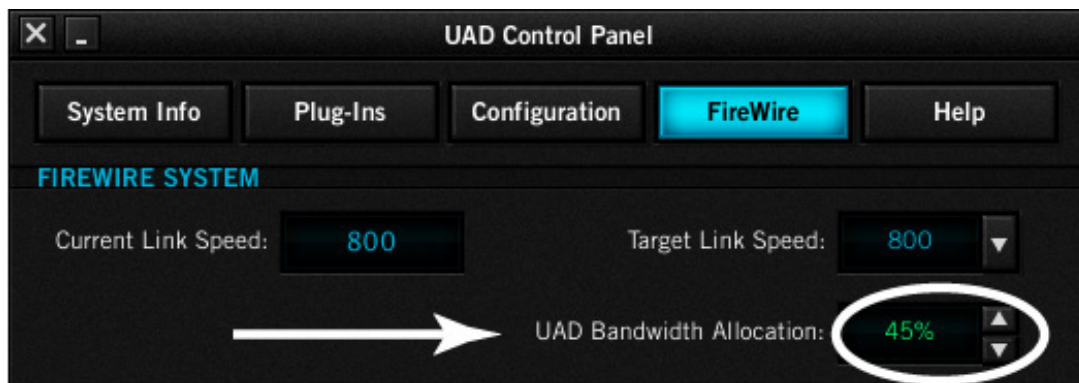 UAD Control Panel
System Info Plug-Ins Configuration FireWire Help
FIREWIRE SYSTEM
Current Link Speed: 800 Target Link Speed: 800
UAD Bandwidth Allocation: 45%